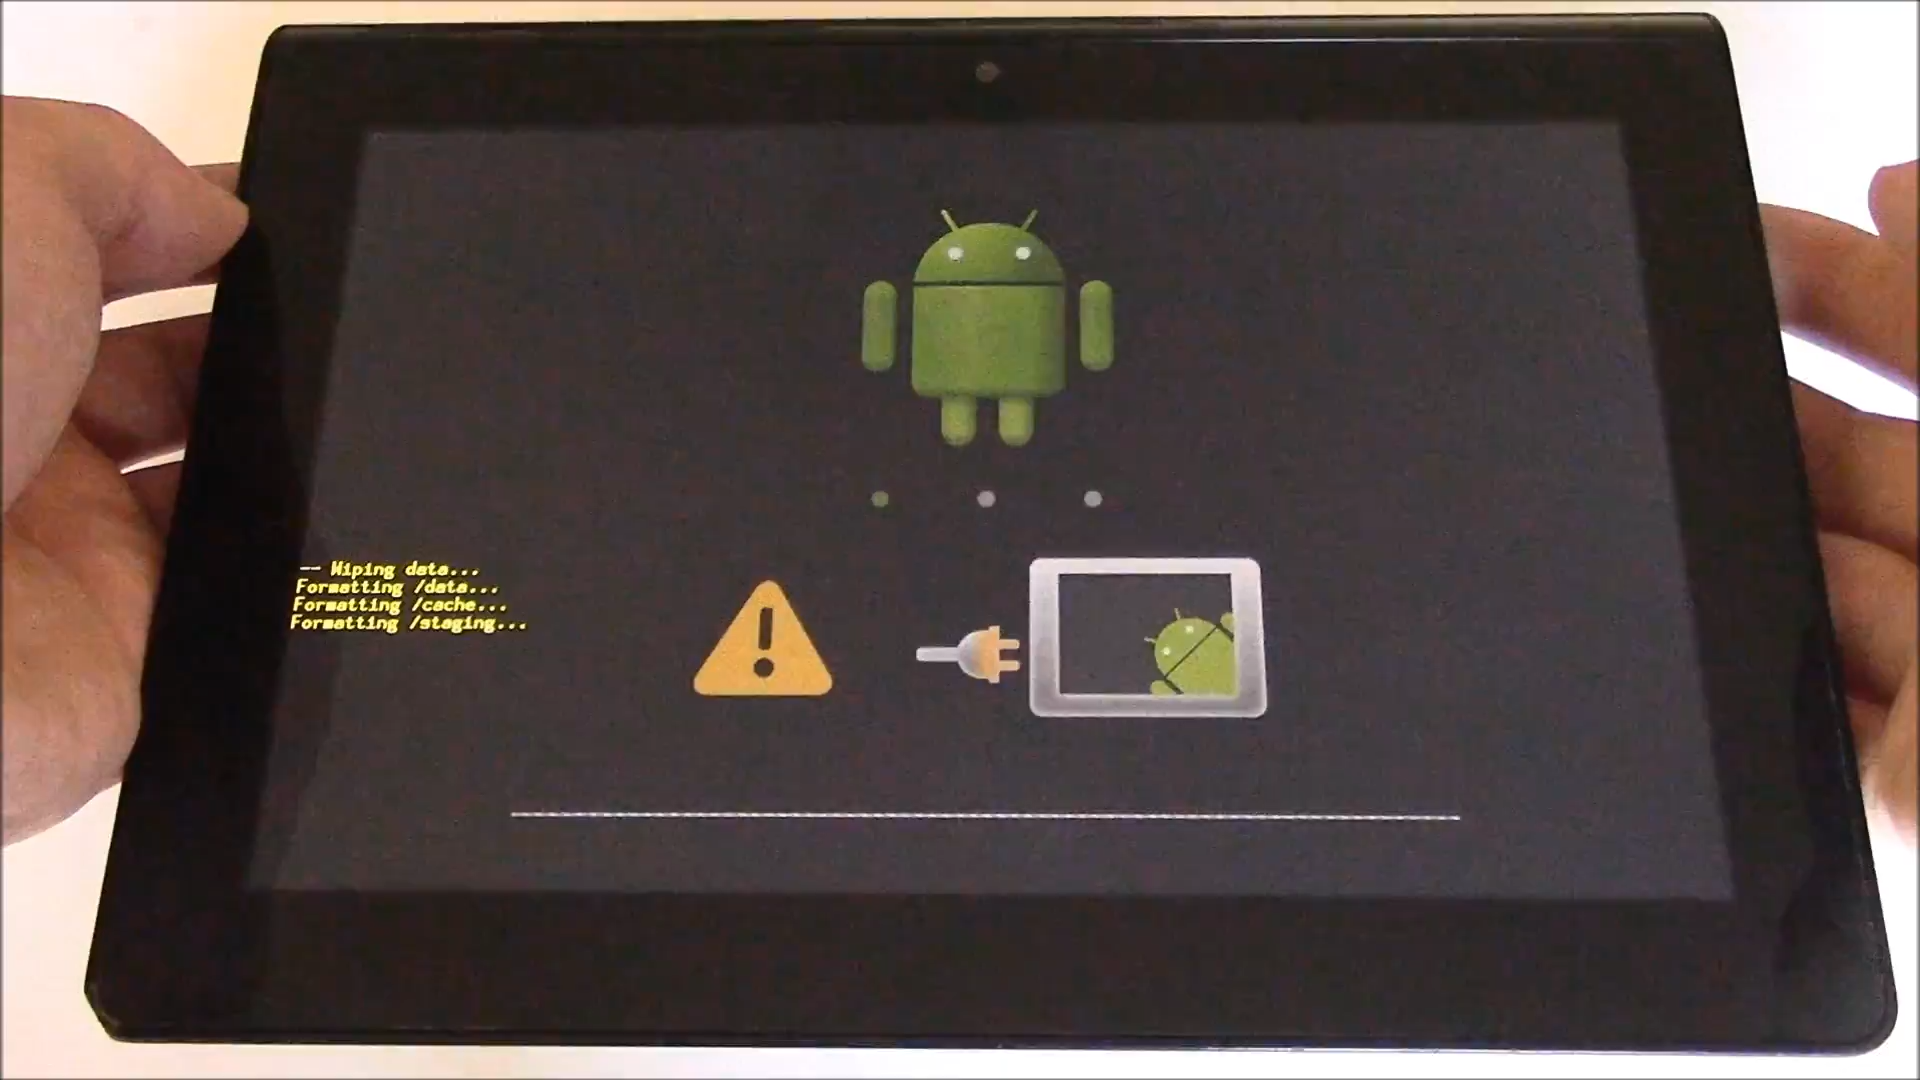 -- Wiping data...
Formatting /data...
Formatting /cache...
Formatting /staging...